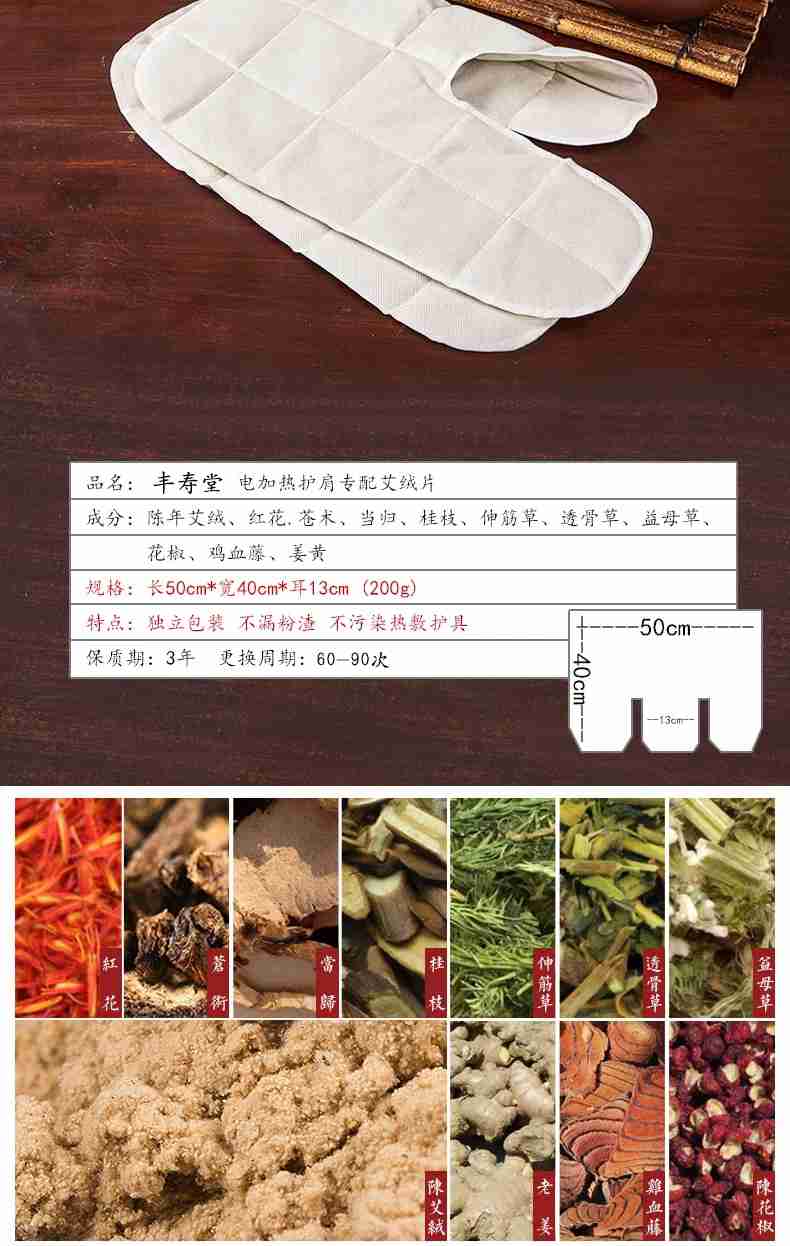 品名: 丰寿堂 电加热护肩专配艾绒片
成分: 陈年艾绒、红花.苍术、当归、桂枝、伸筋草、透骨草、益母草、
花椒、鸡血藤、姜黄
规格: 长50cm*宽40cm*耳13cm (200g)
特点: 独立包装 不漏粉渣 不污染热敷护具
保质期: 3年 更换周期: 60—90次
50cm
40cm
13cm
紅花
蒼術
當歸
桂枝
伸筋草
透骨草
益母草
陳艾絨
老姜
雞血藤
陳花椒